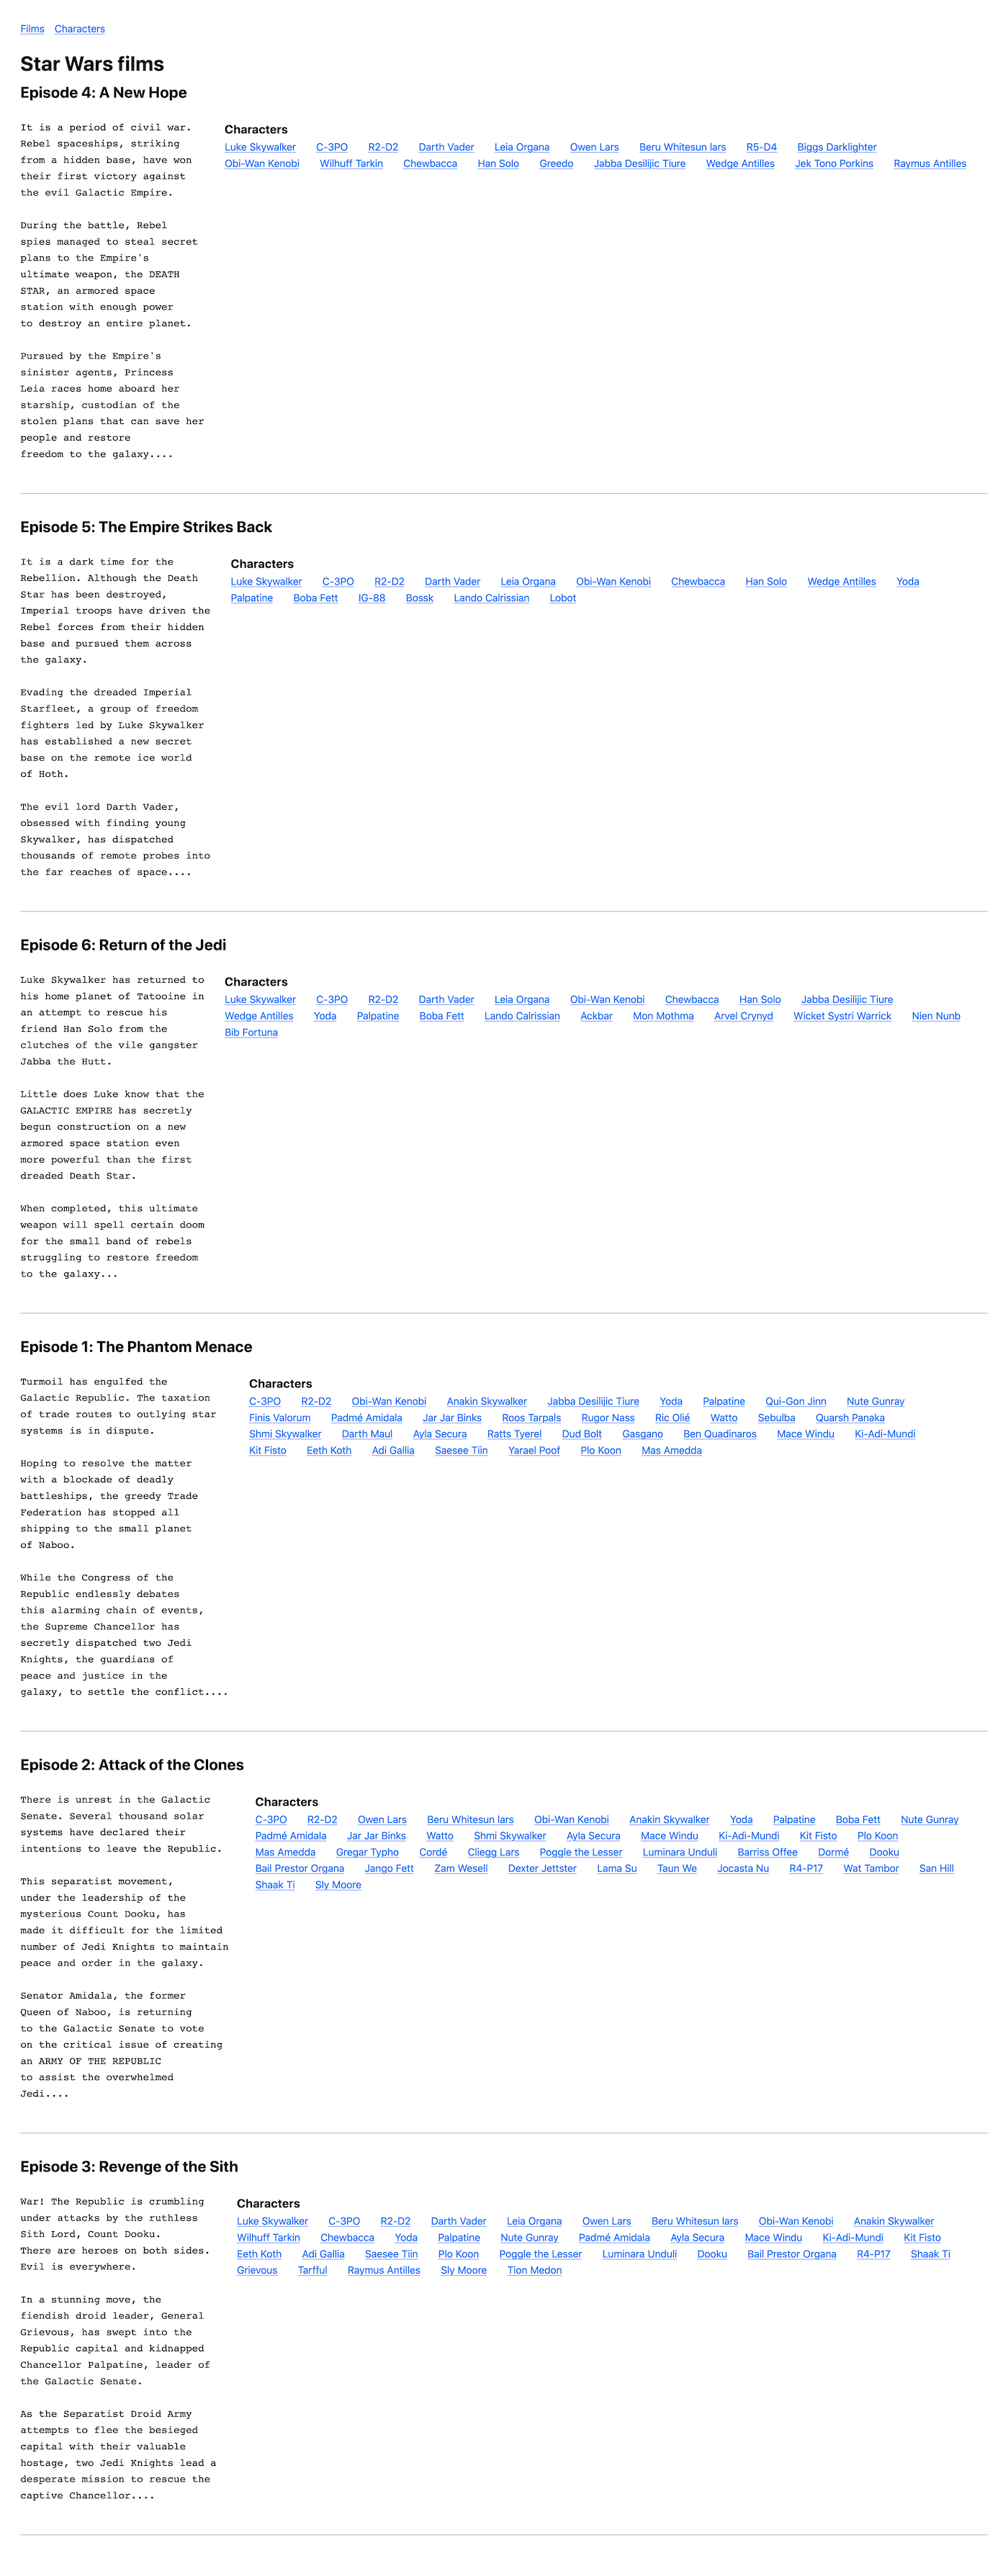 Films Characters
Star Wars films
Episode 4: A New Hope
It is a period of civil war.
Rebel spaceships, striking
from a hidden base, have won
their first victory against
the evil Galactic Empire.
During the battle, Rebel
spies managed to steal secret
plans to the Empire's
ultimate weapon, the DEATH
STAR, an armored space
station with enough power
to destroy an entire planet.
Pursued by the Empire's
sinister agents, Princess
Leia races home aboard her
starship, custodian of the
stolen plans that can save her
people and restore
freedom to the galaxy....
Characters
Luke Skywalker C-3PO R2-D2 Darth Vader Leia Organa Owen Lars Beru Whitesun lars R5-D4 Biggs Darklighter
Obi-Wan Kenobi Wilhuff Tarkin Chewbacca Han Solo Greedo Jabba Desilijic Tiure Wedge Antilles Jek Tono Porkins Raymus Antilles
Episode 5: The Empire Strikes Back
It is a dark time for the
Rebellion. Although the Death
Star has been destroyed,
Imperial troops have driven the
Rebel forces from their hidden
base and pursued them across
the galaxy.
Evading the dreaded Imperial
Starfleet, a group of freedom
fighters led by Luke Skywalker
has established a new secret
base on the remote ice world
of Hoth.
The evil lord Darth Vader,
obsessed with finding young
Skywalker, has dispatched
thousands of remote probes into
the far reaches of space....
Characters
Luke Skywalker C-3PO R2-D2 Darth Vader Leia Organa Obi-Wan Kenobi Chewbacca Han Solo Wedge Antilles Yoda
Palpatine Boba Fett IG-88 Bossk Lando Calrissian Lobot
Episode 6: Return of the Jedi
Luke Skywalker has returned to
his home planet of Tatooine in
an attempt to rescue his
friend Han Solo from the
clutches of the vile gangster
Jabba the Hutt.
Little does Luke know that the
GALACTIC EMPIRE has secretly
begun construction on a new
armored space station even
more powerful than the first
dreaded Death Star.
When completed, this ultimate
weapon will spell certain doom
for the small band of rebels
struggling to restore freedom
to the galaxy...
Characters
Luke Skywalker C-3PO R2-D2 Darth Vader Leia Organa Obi-Wan Kenobi Chewbacca Han Solo Jabba Desilijic Tiure
Wedge Antilles Yoda Palpatine Boba Fett Lando Calrissian Ackbar Mon Mothma Arvel Crynyd Wicket Systri Warrick Nien Nunb
Bib Fortuna
Episode 1: The Phantom Menace
Turmoil has engulfed the
Galactic Republic. The taxation
of trade routes to outlying star
systems is in dispute.
Hoping to resolve the matter
with a blockade of deadly
battleships, the greedy Trade
Federation has stopped all
shipping to the small planet
of Naboo.
While the Congress of the
Republic endlessly debates
this alarming chain of events,
the Supreme Chancellor has
secretly dispatched two Jedi
Knights, the guardians of
peace and justice in the
galaxy, to settle the conflict....
Characters
C-3PO R2-D2 Obi-Wan Kenobi Anakin Skywalker Jabba Desilijic Tiure Yoda Palpatine Qui-Gon Jinn Nute Gunray
Finis Valorum Padmé Amidala Jar Jar Binks Roos Tarpals Rugor Nass Ric Olié Watto Sebulba Quarsh Panaka
Shmi Skywalker Darth Maul Ayla Secura Ratts Tyerel Dud Bolt Gasgano Ben Quadinaros Mace Windu Ki-Adi-Mundi
Kit Fisto Eeth Koth Adi Gallia Saesee Tiin Yarael Poof Plo Koon Mas Amedda
Episode 2: Attack of the Clones
There is unrest in the Galactic
Senate. Several thousand solar
systems have declared their
intentions to leave the Republic.
This separatist movement,
under the leadership of the
mysterious Count Dooku, has
made it difficult for the limited
number of Jedi Knights to maintain
peace and order in the galaxy.
Senator Amidala, the former
Queen of Naboo, is returning
to the Galactic Senate to vote
on the critical issue of creating
an ARMY OF THE REPUBLIC
to assist the overwhelmed
Jedi....
Characters
C-3PO R2-D2 Owen Lars Beru Whitesun lars Obi-Wan Kenobi Anakin Skywalker Yoda Palpatine Boba Fett Nute Gunray
Padmé Amidala Jar Jar Binks Watto Shmi Skywalker Ayla Secura Mace Windu Ki-Adi-Mundi Kit Fisto Plo Koon
Mas Amedda Gregar Typho Cordé Cliegg Lars Poggle the Lesser Luminara Unduli Barriss Offee Dormé Dooku
Bail Prestor Organa Jango Fett Zam Wesell Dexter Jettster Lama Su Taun We Jocasta Nu R4-P17 Wat Tambor San Hill
Shaak Ti Sly Moore
Episode 3: Revenge of the Sith
War! The Republic is crumbling
under attacks by the ruthless
Sith Lord, Count Dooku.
There are heroes on both sides.
Evil is everywhere.
In a stunning move, the
fiendish droid leader, General
Grievous, has swept into the
Republic capital and kidnapped
Chancellor Palpatine, leader of
the Galactic Senate.
As the Separatist Droid Army
attempts to flee the besieged
capital with their valuable
hostage, two Jedi Knights lead a
desperate mission to rescue the
captive Chancellor....
Characters
Luke Skywalker C-3PO R2-D2 Darth Vader Leia Organa Owen Lars Beru Whitesun lars Obi-Wan Kenobi Anakin Skywalker
Wilhuff Tarkin Chewbacca Yoda Palpatine Nute Gunray Padmé Amidala Ayla Secura Mace Windu Ki-Adi-Mundi Kit Fisto
Eeth Koth Adi Gallia Saesee Tiin Plo Koon Poggle the Lesser Luminara Unduli Dooku Bail Prestor Organa R4-P17 Shaak Ti
Grievous Tarfful Raymus Antilles Sly Moore Tion Medon